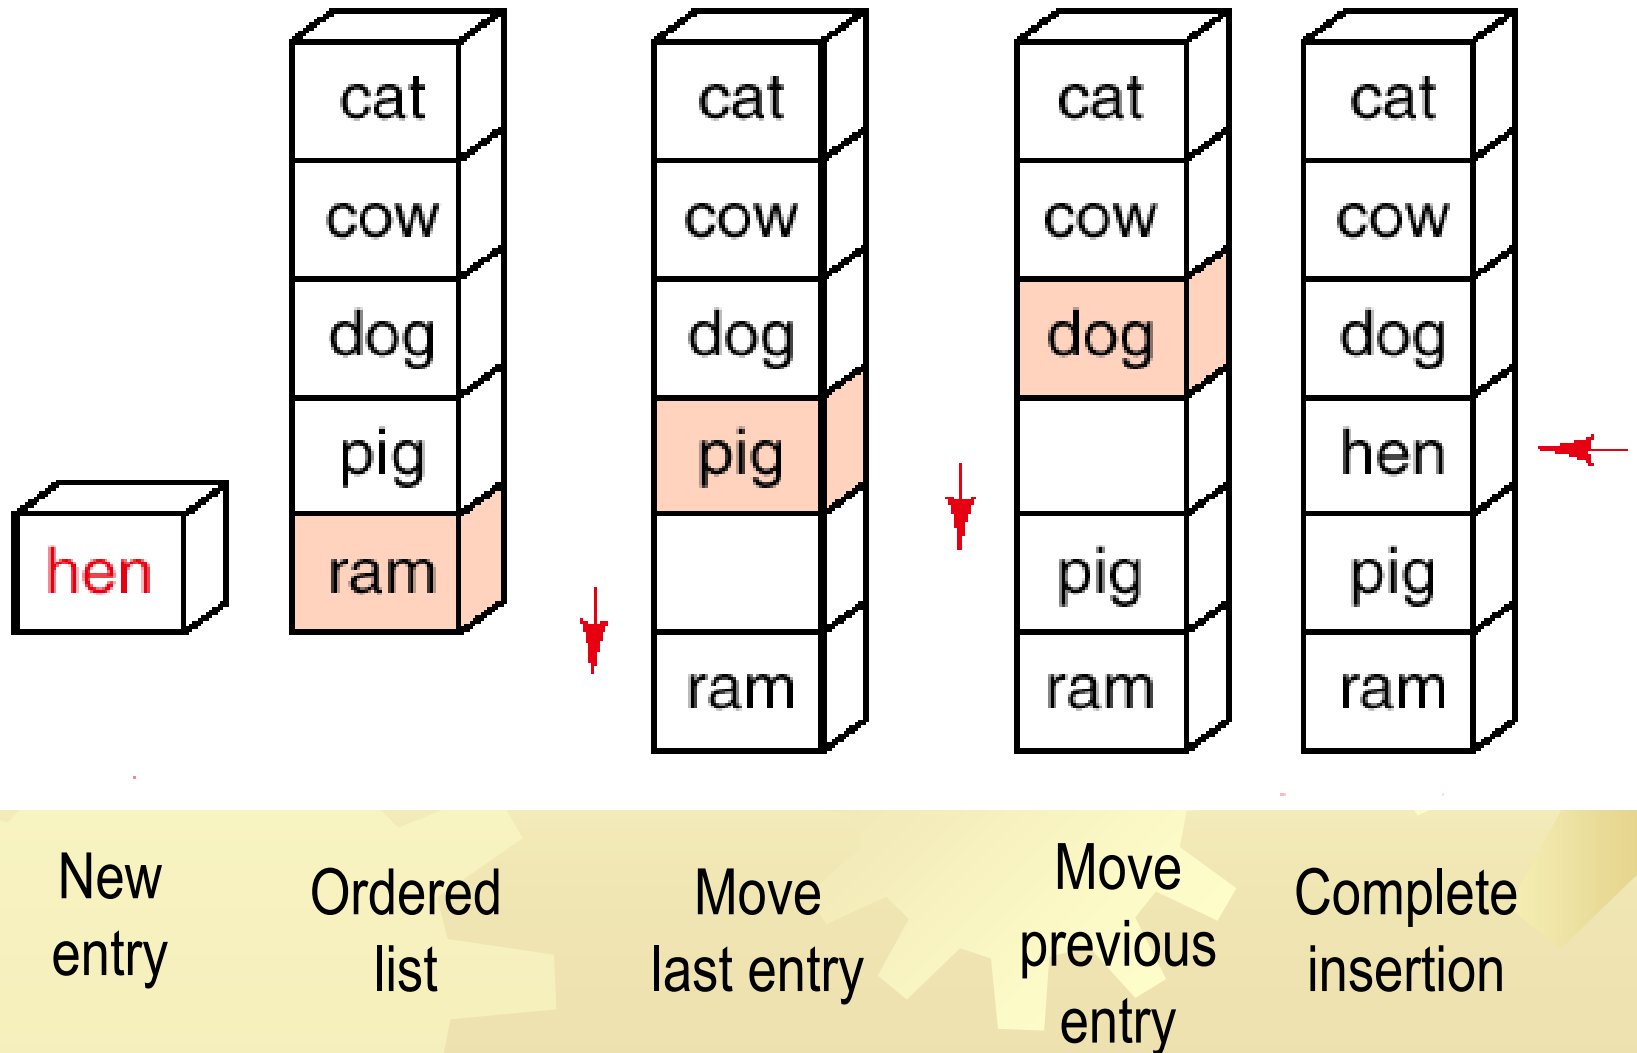 hen
cat
cow
dog
pig
ram
cat
cow
dog
pig
ram
cat
cow
dog
pig
ram
cat
cow
dog
hen
pig
ram
New
entry
Ordered
list
Move
last entry
Move
previous
entry
Complete
insertion